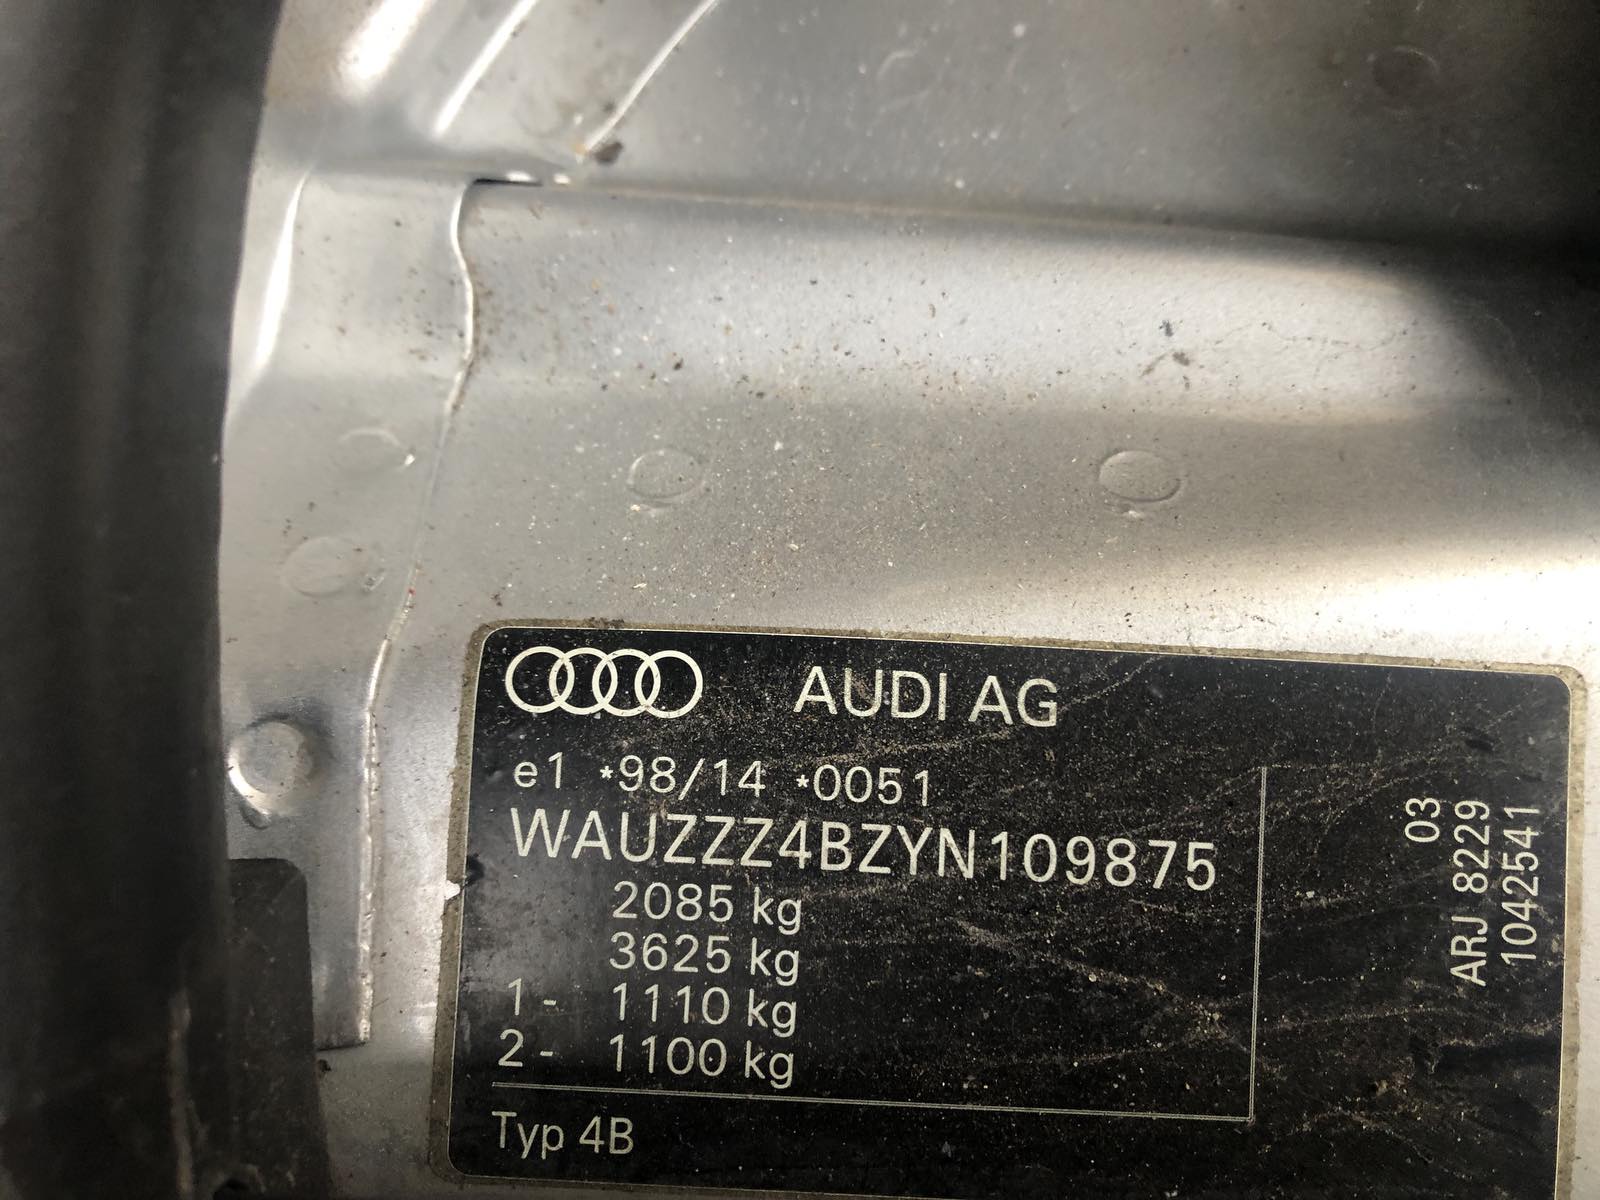 AUDI AG
e1 *98/14 *0051
WAUZZZ4BZYN109875
2085 kg
3625 kg
1 - 1110 kg
2 - 1100 kg
Typ 4B
03
ARJ 8229
1042541